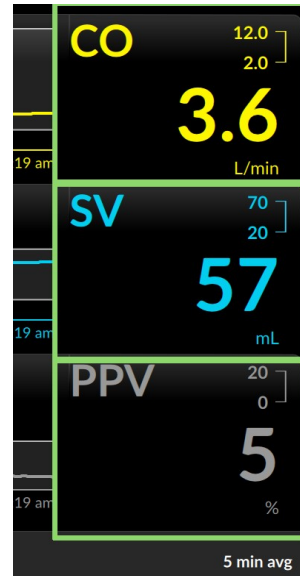 CO
12.0
2.0
3.6
19 am
L/min
SV
70
20
57
19 am
mL
PPV
20
0
5
19 am
%
5 min avg